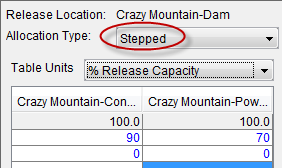 Release Location: Crazy Mountain-Dam
Allocation Type: Stepped
Table Units % Release Capacity
Crazy Mountain-Con... Crazy Mountain-Pow...
100.0 100.0
90 70
0 0